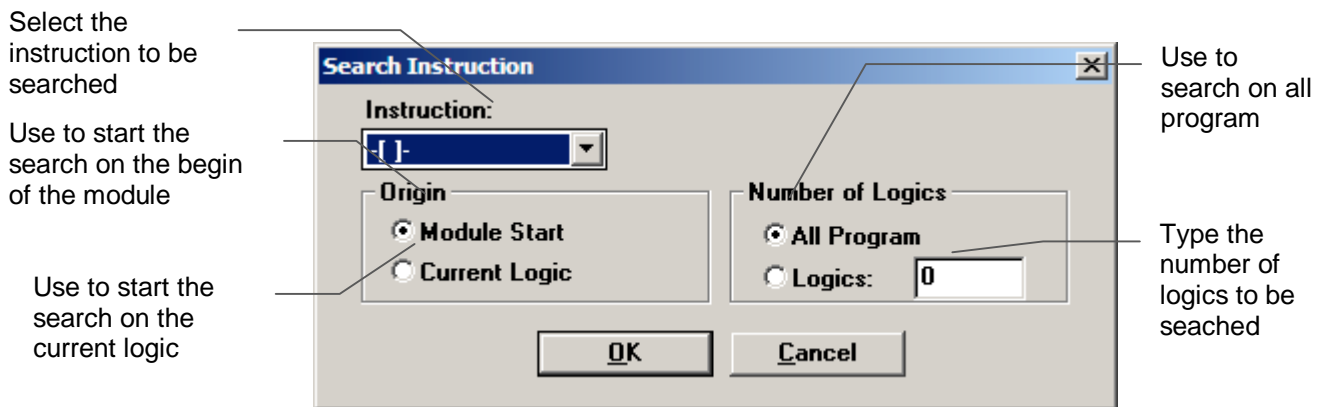 Select the
instruction to be
searched
Use to start the
search on the begin
of the module
Use to start the
search on the
current logic
Search Instruction
Instruction:
-[ ]-
Origin
Module Start
Current Logic
Number of Logics
All Program
Logics:
0
OK
Cancel
Use to
search on all
program
Type the
number of
logics to be
seached